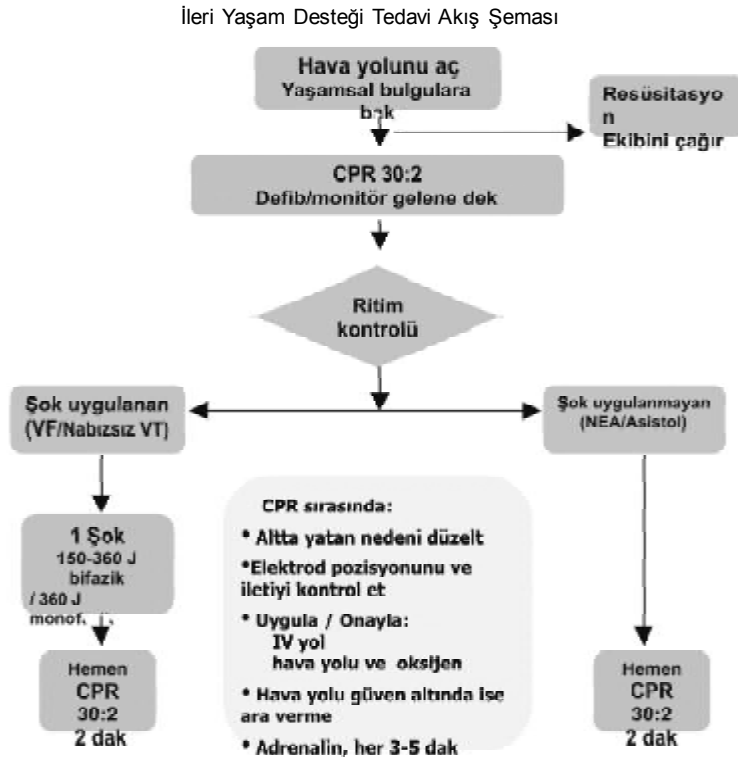 İleri Yaşam Desteği Tedavi Akış Şeması
Hava yolunu aç
Yaşamsal bulgulara
bak
Resüsitasyo
n
Ekibini çağır
CPR 30:2
Defib/monitör gelene dek
Ritim
kontrolü
Şok uygulanan
(VF/Nabızsız VT)
Şok uygulanmayan
(NEA/Asistol)
1 Şok
150-360 J
bifazik
/ 360 J
CPR sırasında:
* Altta yatan nedeni düzelt
*Elektrod pozisyonunu ve
iletiyi kontrol et
* Uygula / Onayla:
IV yol
hava yolu ve oksijen
* Hava yolu güven altında ise
ara verme
* Adrenalin, her 3-5 dak
Hemen
CPR
30:2
2 dak
Hemen
CPR
30:2
2 dak